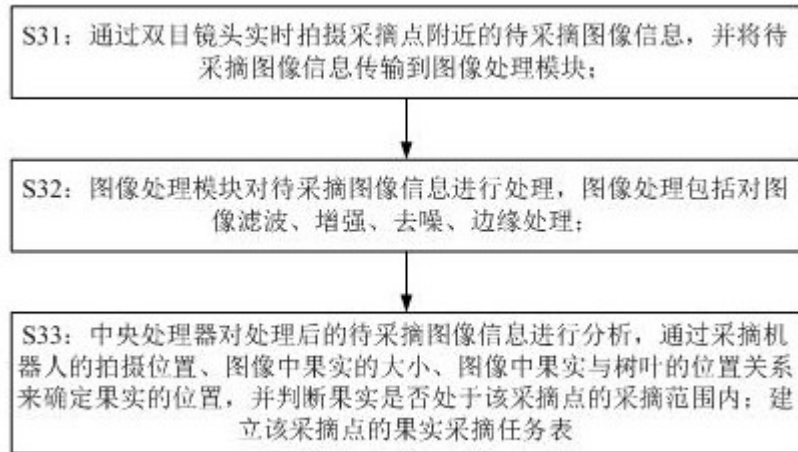 S31：通过双目镜头实时拍摄采摘点附近的待采摘图像信息，并将待
采摘图像信息传输到图像处理模块；
S32：图像处理模块对待采摘图像信息进行处理，图像处理包括对图
像滤波、增强、去噪、边缘处理；
S33：中央处理器对处理后的待采摘图像信息进行分析，通过采摘机
器人的拍摄位置、图像中果实的大小、图像中果实与树叶的位置关系
来确定果实的位置，并判断果实是否处于该采摘点的采摘范围内；建
立该采摘点的果实采摘任务表